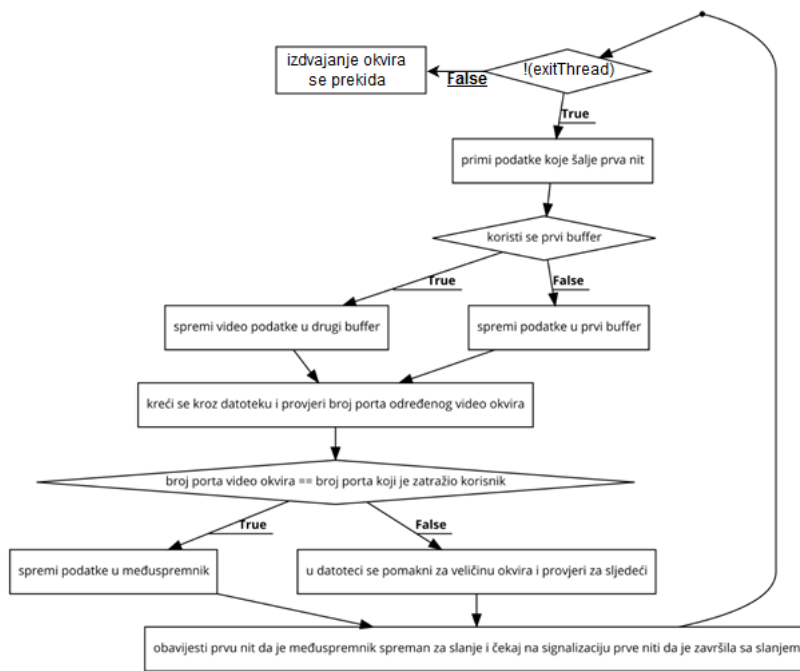 izdvajanje okvira
se prekida
False
!(exitThread)
True
primi podatke koje šalje prva nit
koristi se prvi buffer
True
False
spremi video podatke u drugi buffer
spremi podatke u prvi buffer
kreći se kroz datoteku i provjeri broj porta određenog video okvira
broj porta video okvira == broj porta koji je zatražio korisnik
True
False
spremi podatke u međuspremnik
u datoteci se pomakni za veličinu okvira i provjeri za sljedeći
obavijesti prvu nit da je međuspremnik spreman za slanje i čekaj na signalizaciju prve niti da je završila sa slanjem